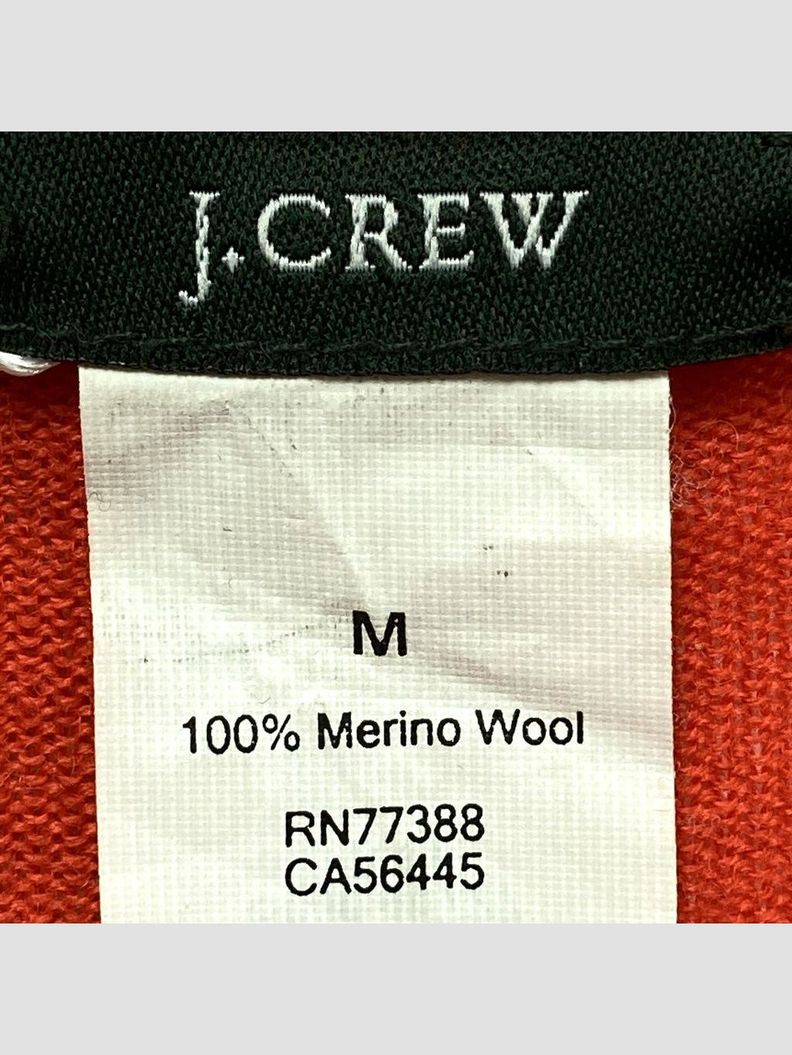 J.CREW
M
100% Merino Wool
RN77388
CA56445